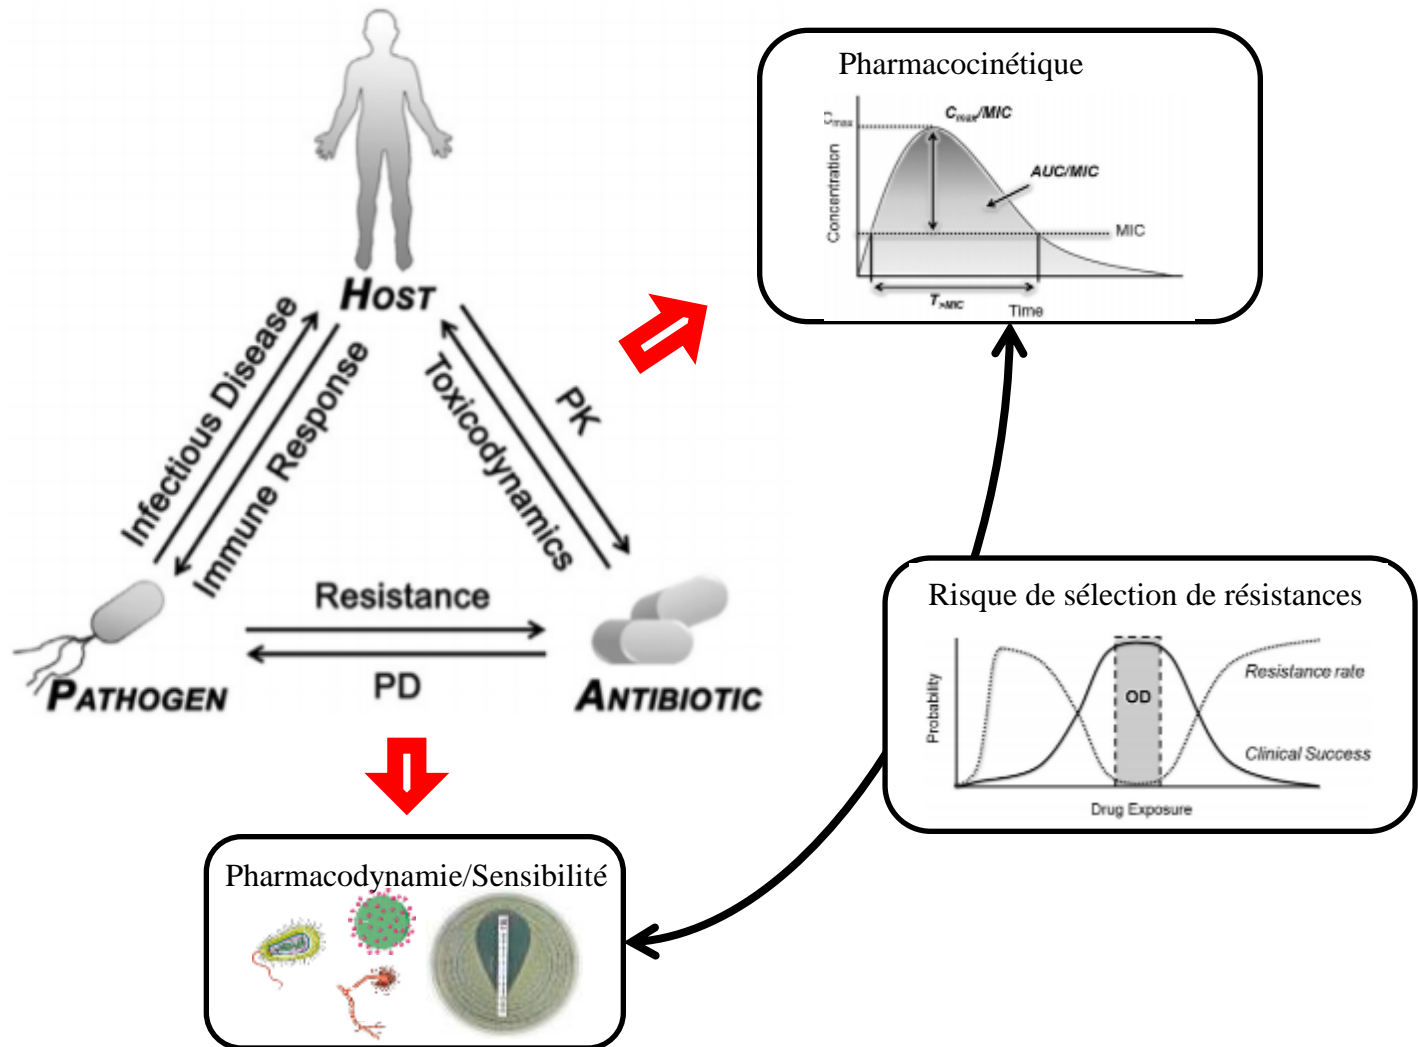 Pharmacocinétique
Cmax
Cmax/MIC
AUC/MIC
Concentration
MIC
T>MIC
Time
HOST
Infectious Disease
Immune Response
Toxicodynamics
PK
Resistance
PD
PATHOGEN
ANTIBIOTIC
Risque de sélection de résistances
Probability
OD
Resistance rate
Clinical Success
Drug Exposure
Pharmacodynamie/Sensibilité